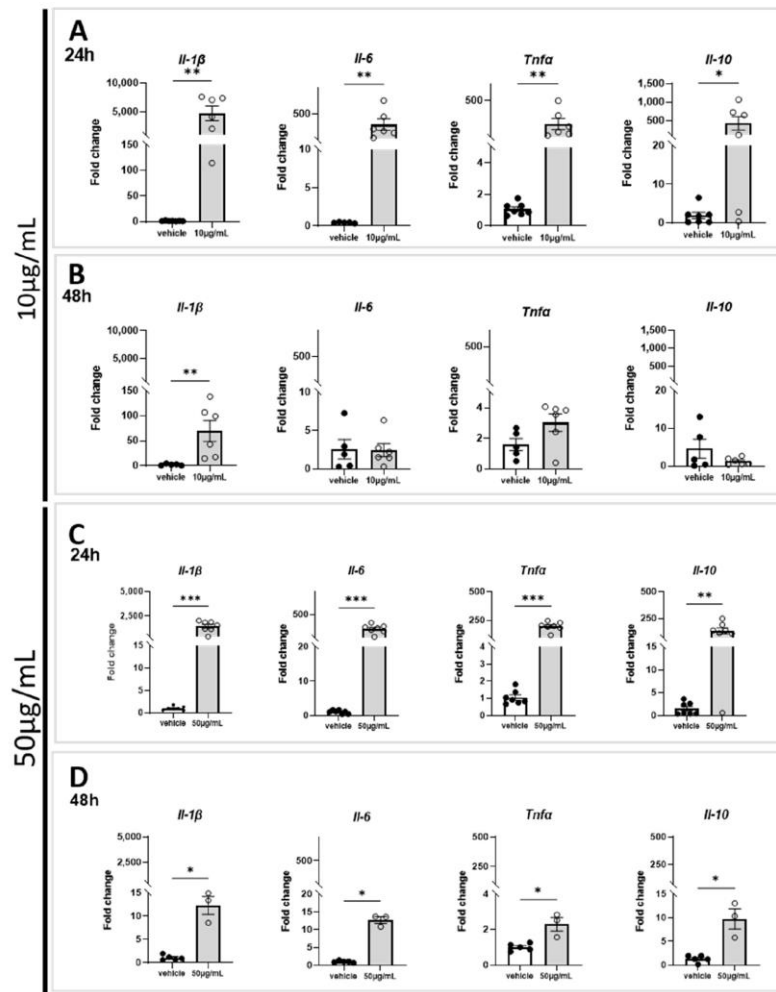 10μg/mL
A
24h
Il-1β
Il-6
Tnfα
Il-10
**
**
**
*
Fold change
10,000
5,000
150
100
50
0
vehicle 10μg/mL
Fold change
500
10
5
0
vehicle 10μg/mL
Fold change
500
4
2
0
vehicle 10μg/mL
Fold change
1,500
1,000
500
20
10
0
vehicle 10μg/mL
B
48h
Il-1β
Il-6
Tnfα
Il-10
**
Fold change
10,000
5,000
150
100
50
0
vehicle 10μg/mL
Fold change
500
10
5
0
vehicle 10μg/mL
Fold change
500
4
2
0
vehicle 10μg/mL
Fold change
1,500
1,000
500
20
10
0
vehicle 10μg/mL
50μg/mL
C
24h
Il-1β
Il-6
Tnfα
Il-10
***
***
***
**
Fold change
5,000
2,500
15
10
5
0
vehicle 50μg/mL
Fold change
500
20
15
10
5
0
vehicle 50μg/mL
Fold change
500
250
4
3
2
1
0
vehicle 50μg/mL
Fold change
500
250
15
10
5
0
vehicle 50μg/mL
D
48h
Il-1β
Il-6
Tnfα
Il-10
*
*
*
*
Fold change
5,000
2,500
15
10
5
0
vehicle 50μg/mL
Fold change
500
20
15
10
5
0
vehicle 50μg/mL
Fold change
500
250
4
2
0
vehicle 50μg/mL
Fold change
500
250
15
10
5
0
vehicle 50μg/mL